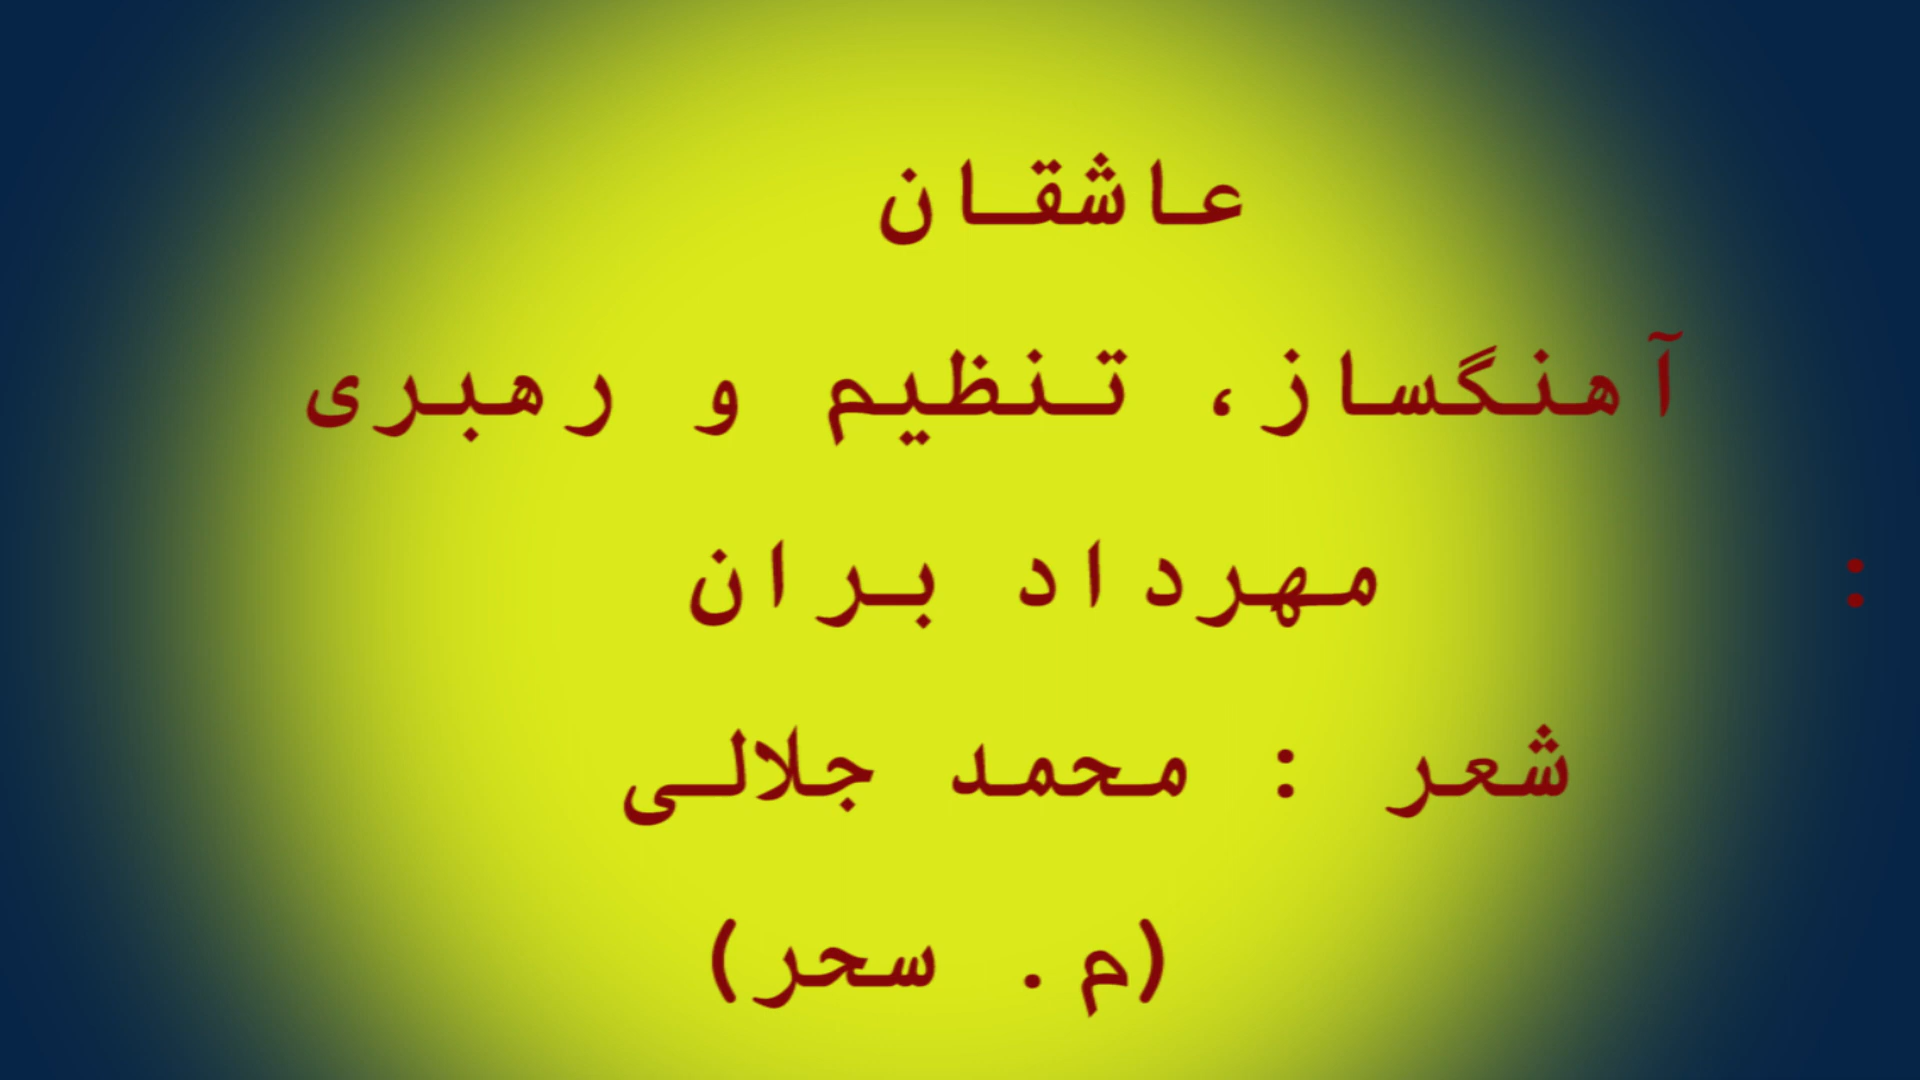 عاشقان
آهنگساز، تنظیم و رهبری
: مهرداد بران
شعر : محمد جلالی
(م. سحر)